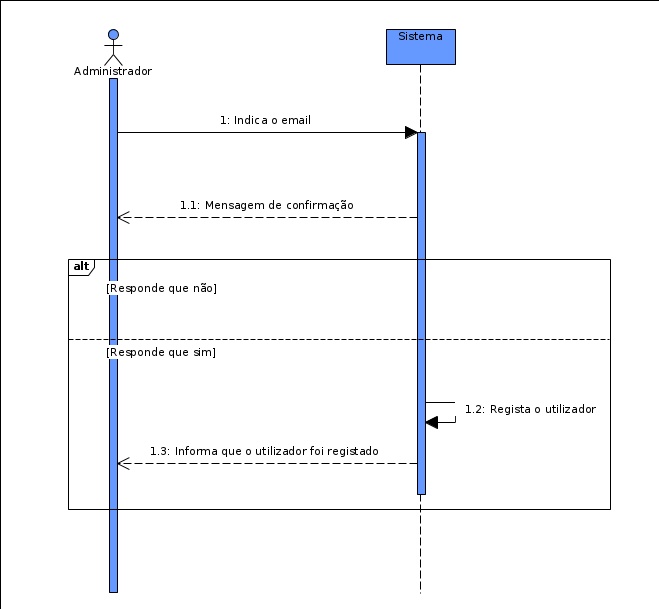 Sistema
Administrador
1: Indica o email
1.1: Mensagem de confirmação
alt
[Responde que não]
[Responde que sim]
1.2: Regista o utilizador
1.3: Informa que o utilizador foi registado